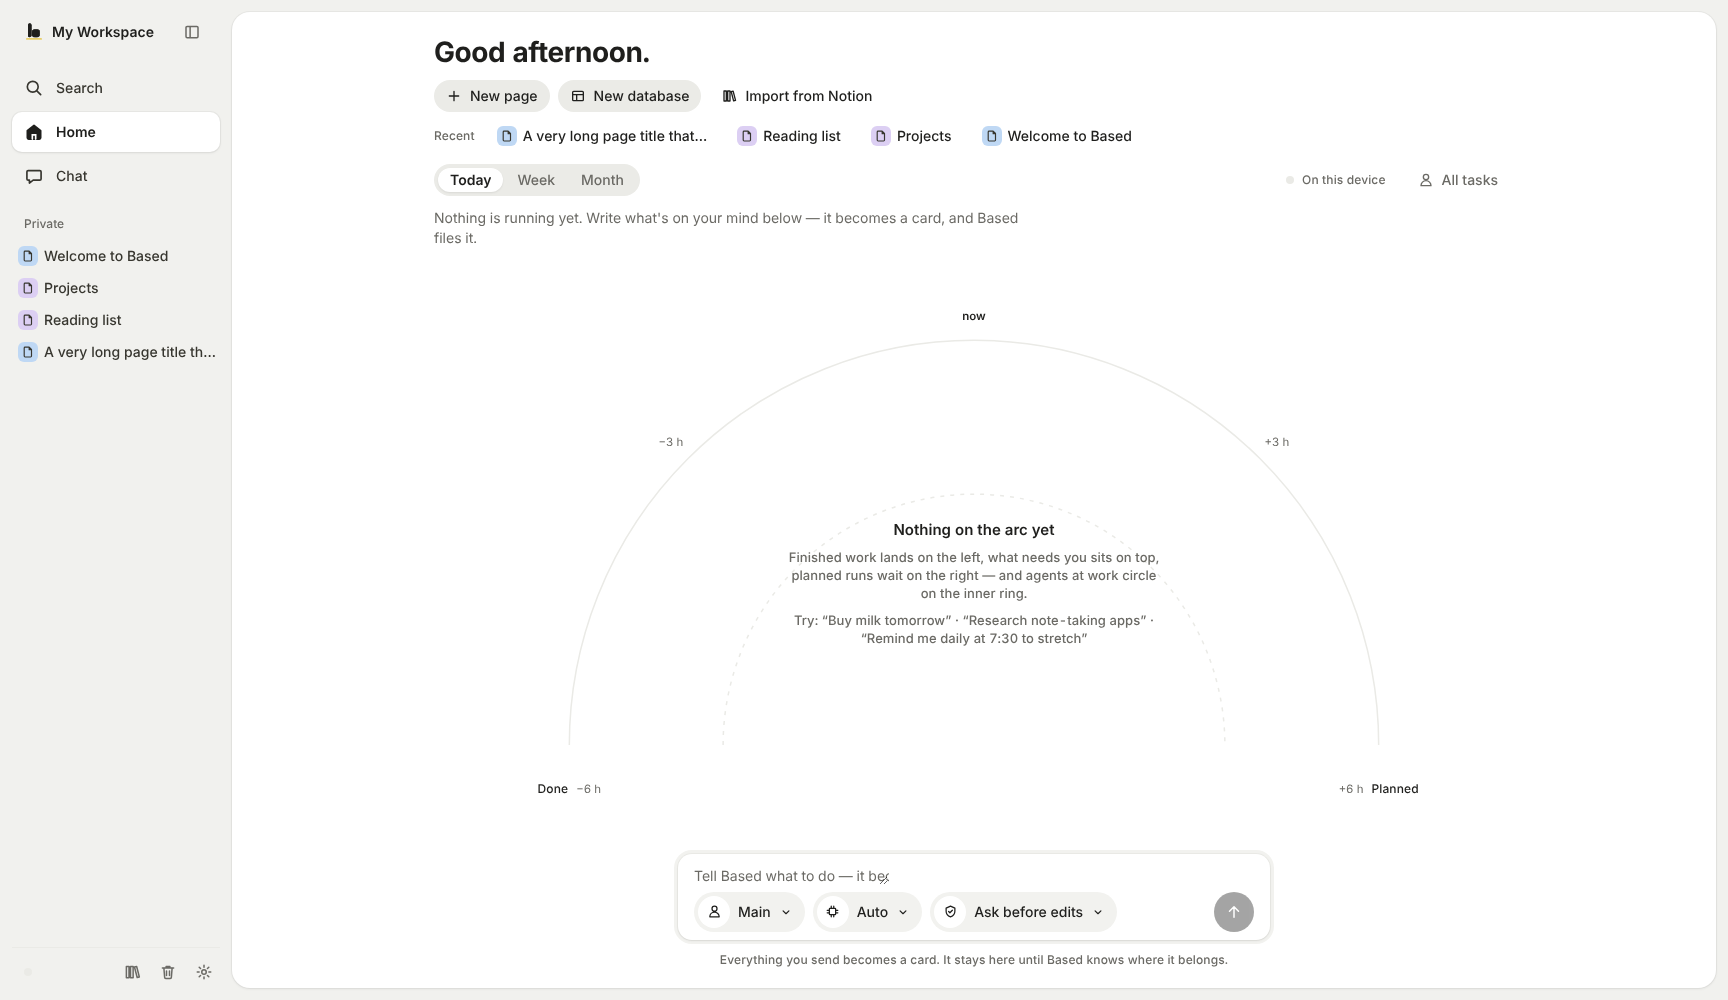 My Workspace
Search
Home
Chat
Private
Welcome to Based
Projects
Reading list
A very long page title th...
Good afternoon.
New page
New database
Import from Notion
Recent
A very long page title that...
Reading list
Projects
Welcome to Based
Today
Week
Month
On this device
All tasks
Nothing is running yet. Write what's on your mind below — it becomes a card, and Based
files it.
now
−3 h
+3 h
Nothing on the arc yet
Finished work lands on the left, what needs you sits on top,
planned runs wait on the right — and agents at work circle
on the inner ring.
Try: “Buy milk tomorrow” · “Research note-taking apps” ·
“Remind me daily at 7:30 to stretch”
Done −6 h
+6 h Planned
Tell Based what to do — it
Main
Auto
Ask before edits
Everything you send becomes a card. It stays here until Based knows where it belongs.